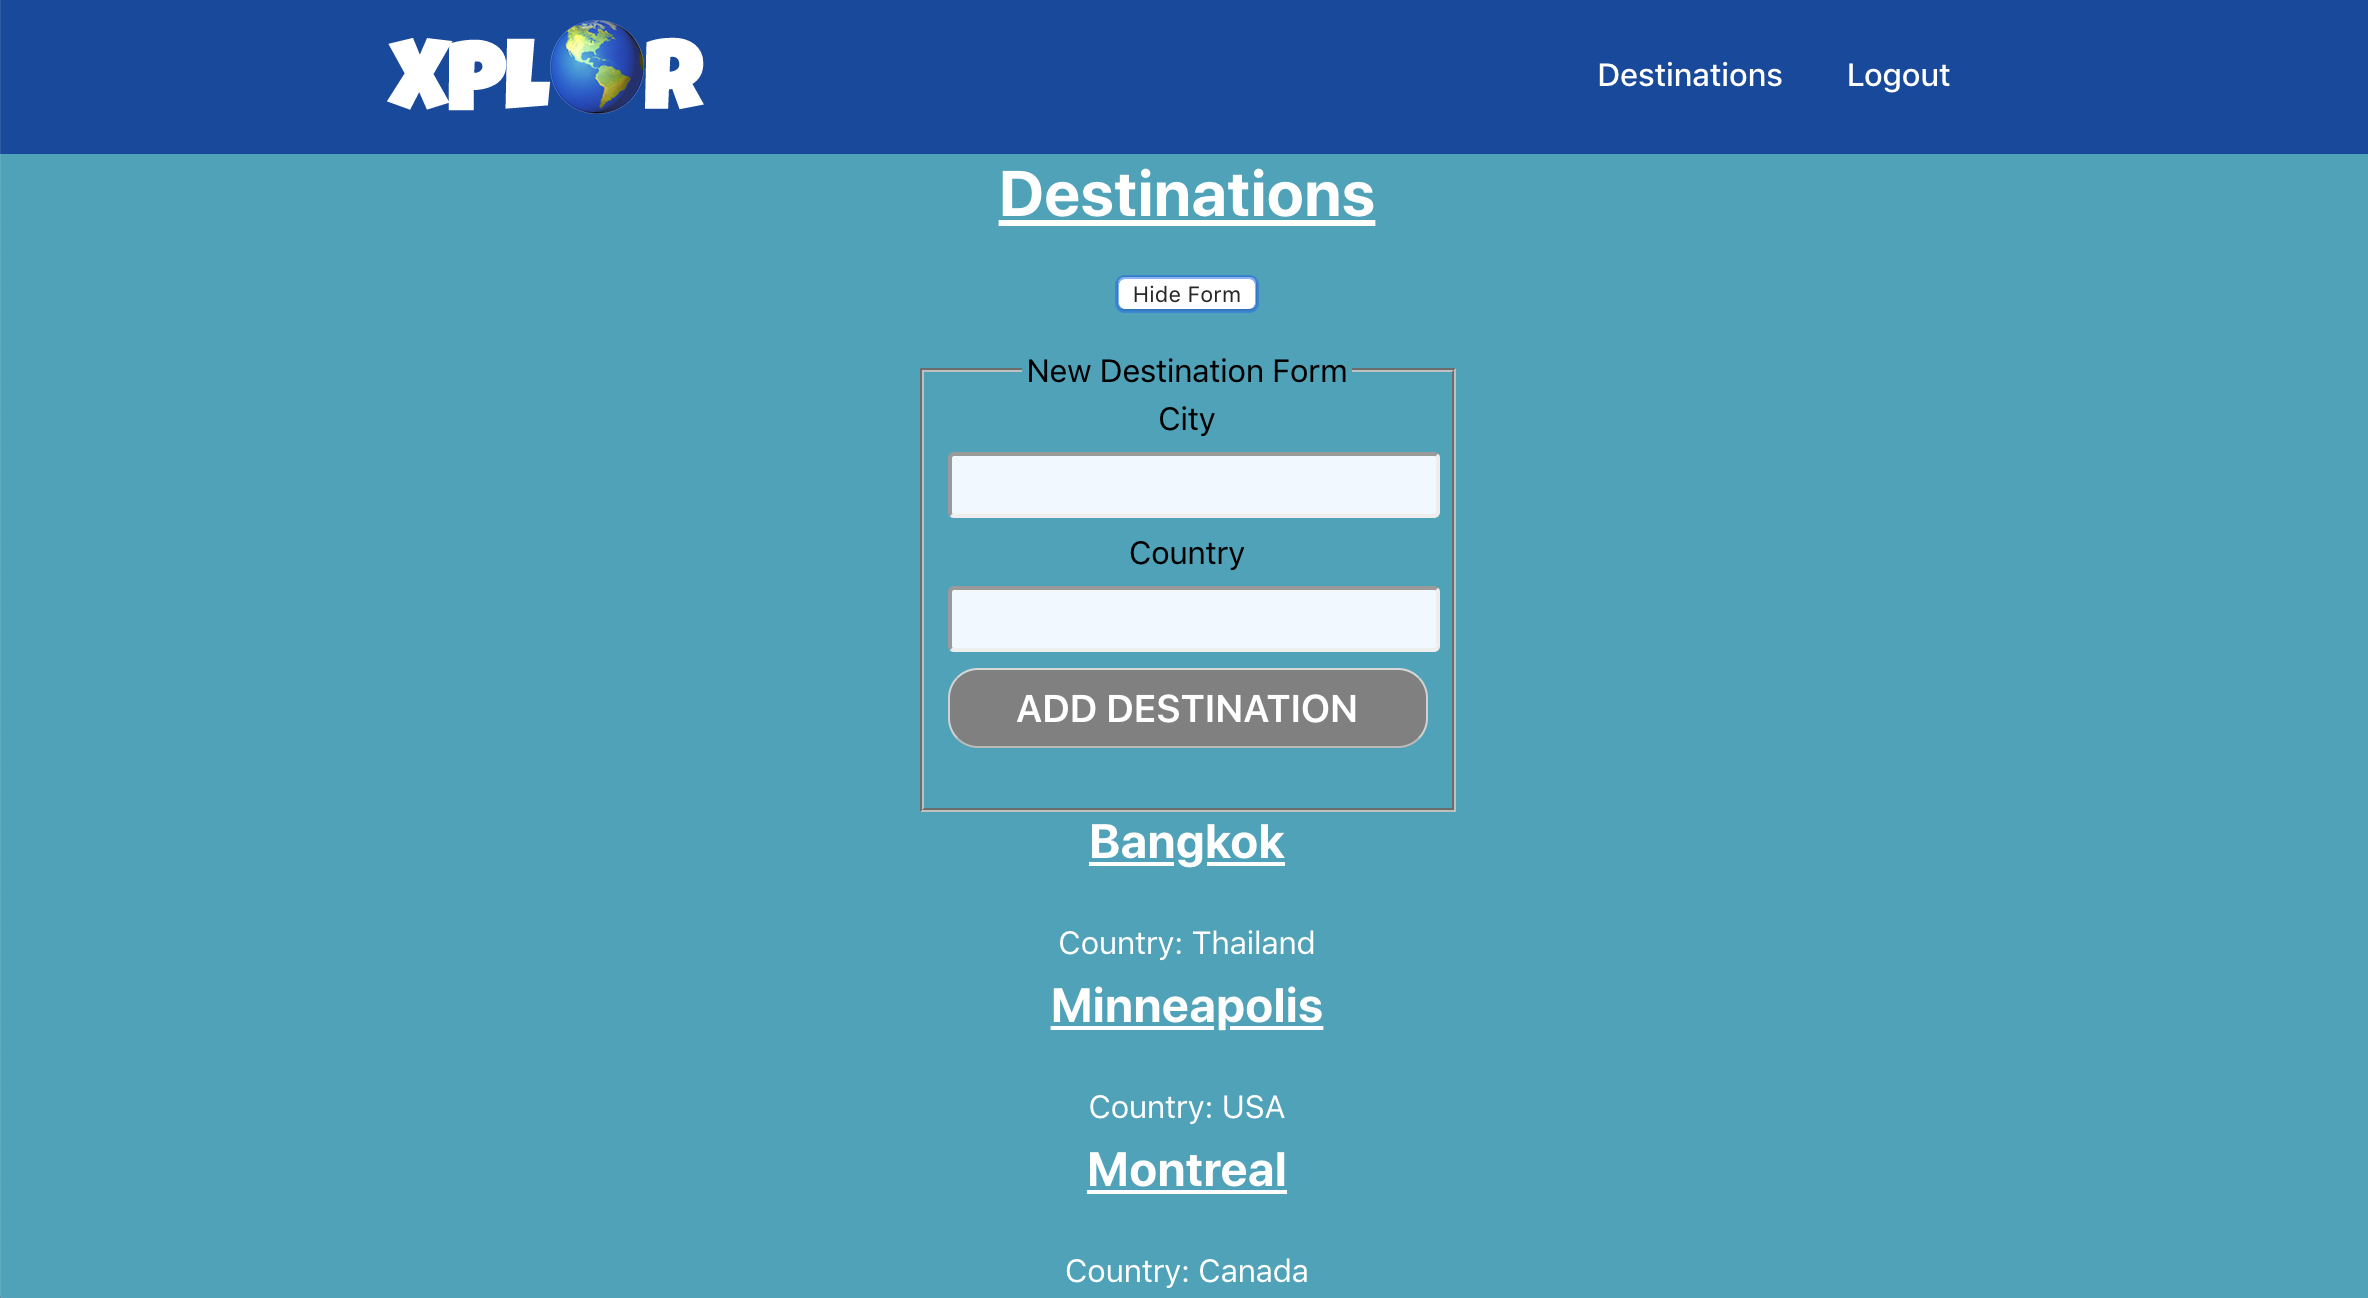 XPLOR
Destinations Logout
Destinations
Hide Form
New Destination Form
City
Country
ADD DESTINATION
Bangkok
Country: Thailand
Minneapolis
Country: USA
Montreal
Country: Canada